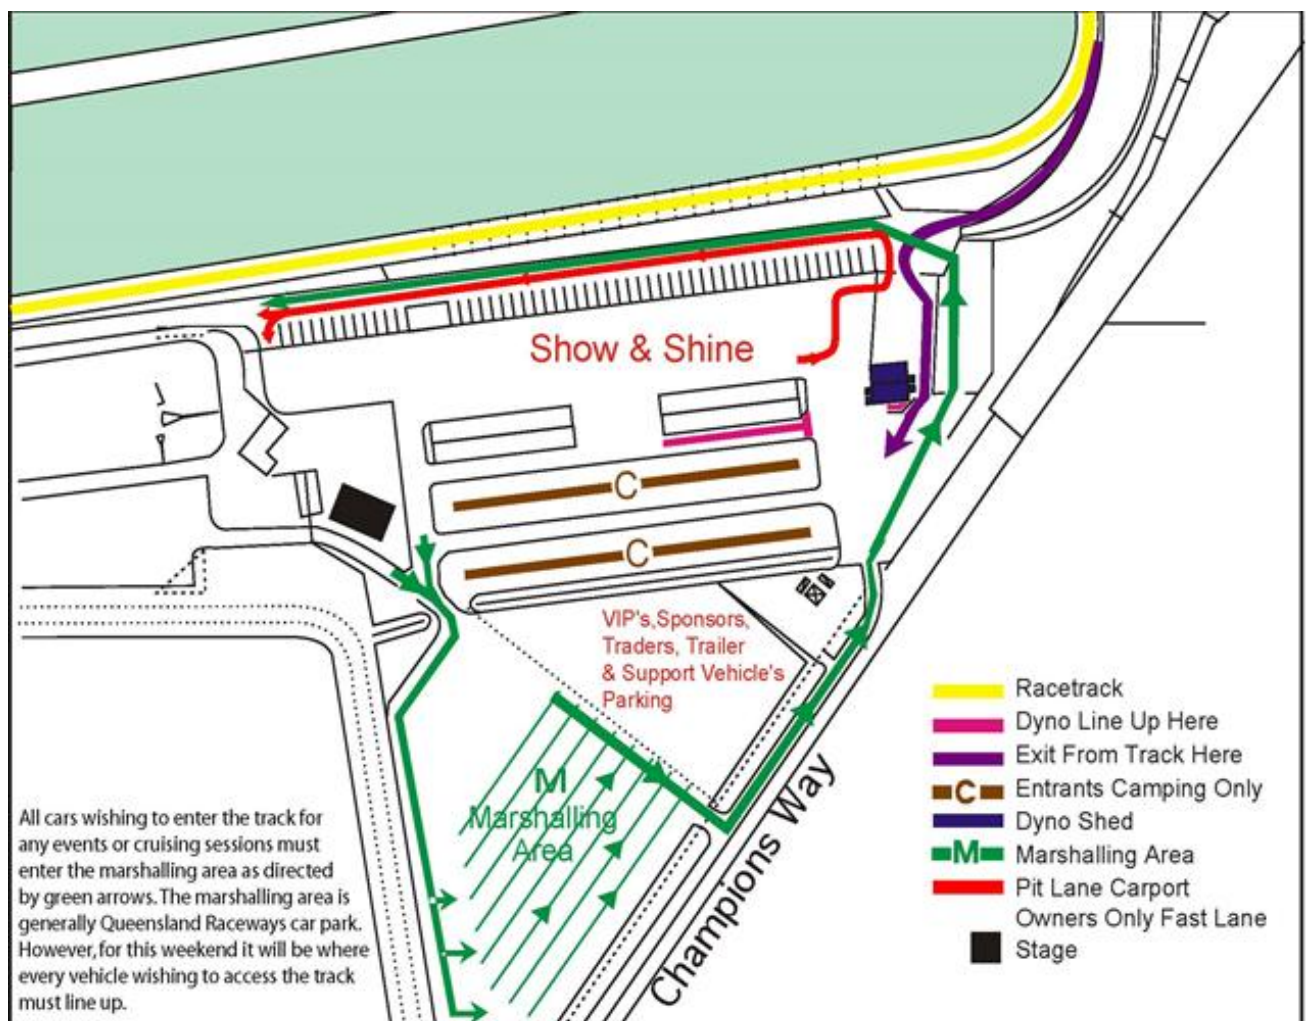 Show & Shine
C
C
VIP's,Sponsors,
Traders, Trailer
& Support Vehicle's
Parking
M
Marshalling
Area
Champions Way
All cars wishing to enter the track for
any events or cruising sessions must
enter the marshalling area as directed
by green arrows. The marshalling area is
generally Queensland Raceways car park.
However, for this weekend it will be where
every vehicle wishing to access the track
must line up.
Racetrack
Dyno Line Up Here
Exit From Track Here
C Entrants Camping Only
Dyno Shed
M Marshalling Area
Pit Lane Carport
Owners Only Fast Lane
Stage